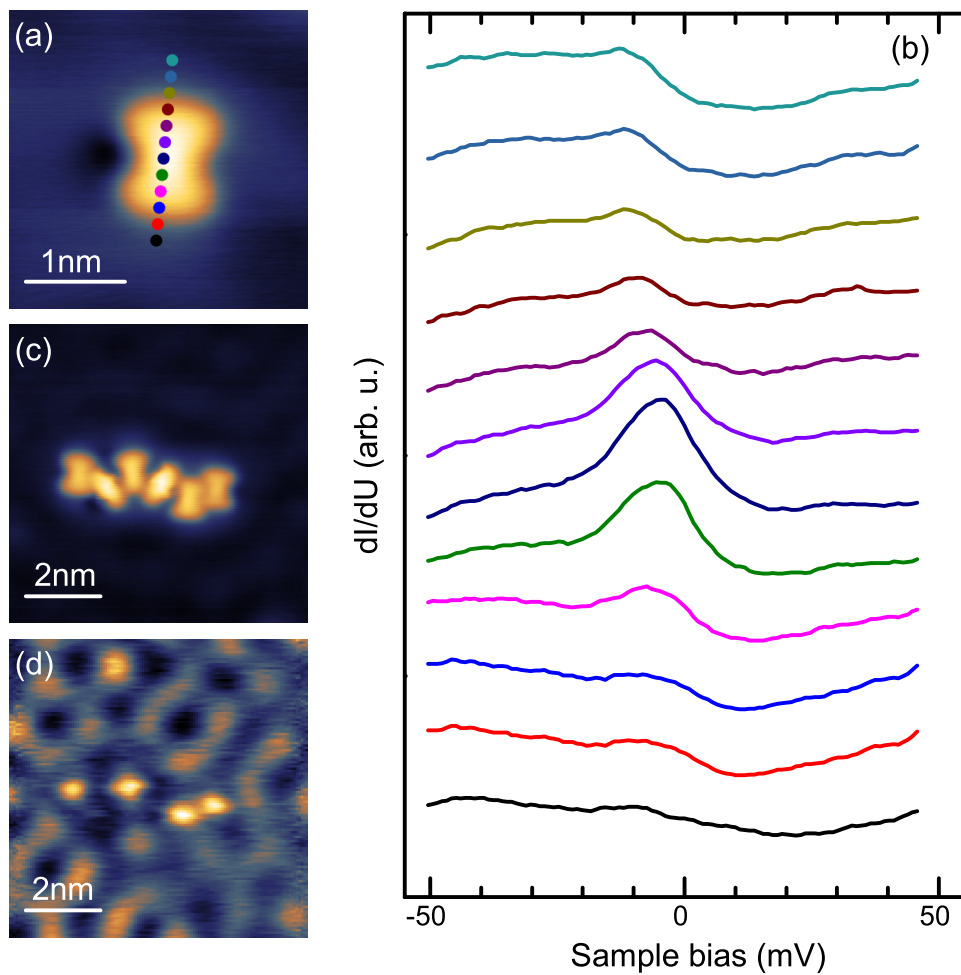 (a)
1nm
(c)
2nm
(d)
2nm
(b)
dI/dU (arb. u.)
-50 0 50
Sample bias (mV)